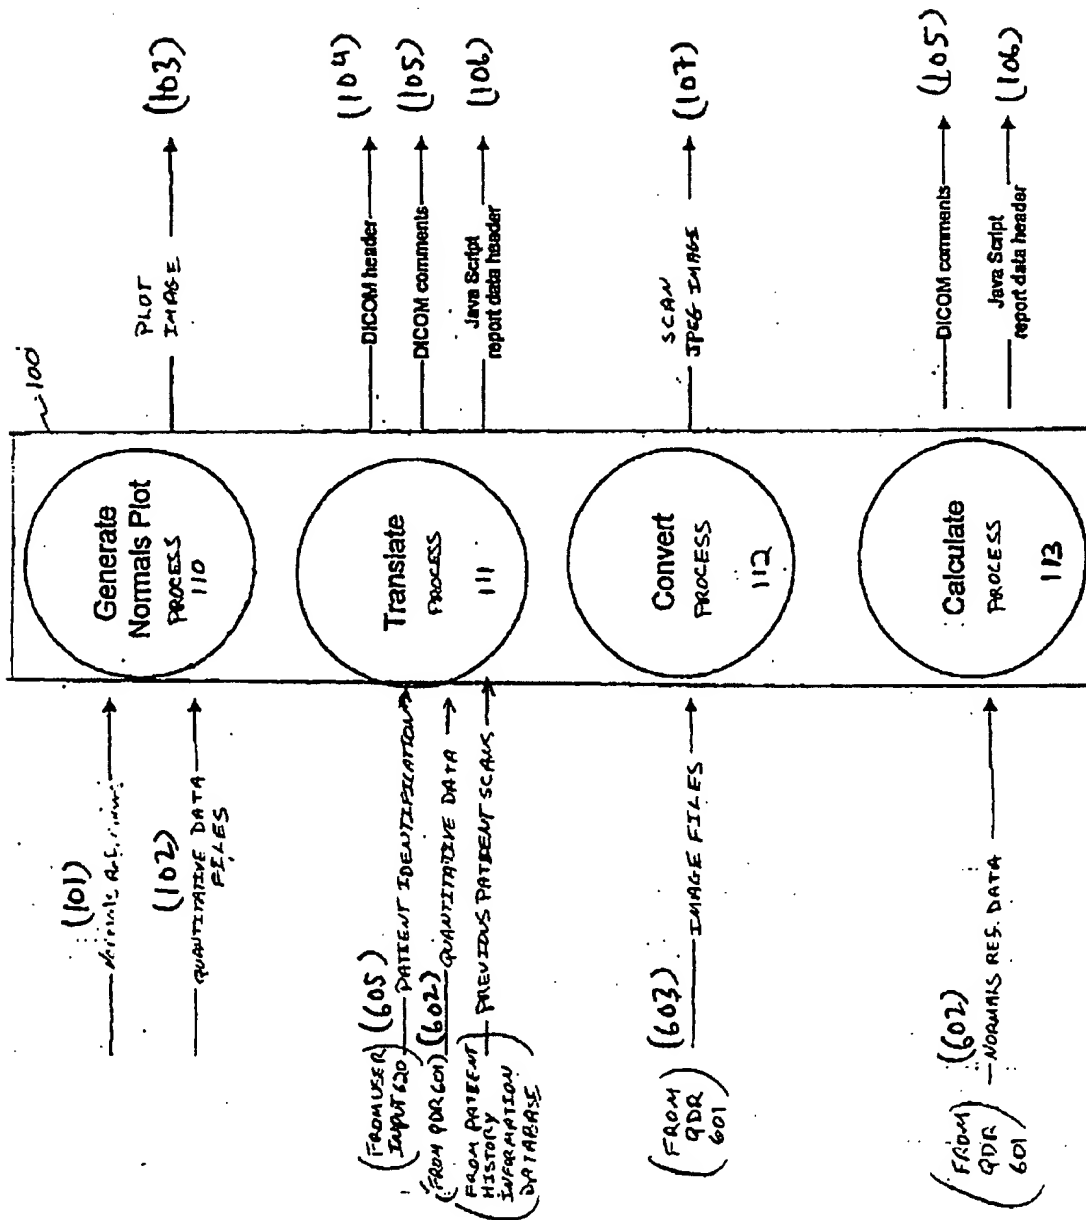 100
(101)
(102)
QUANTITATIVE DATA
FILES
Generate
Normals Plot
PROCESS
110
PLOT
IMAGE
(103)
(FROM USER
INPUT 620)
(605)
PATIENT IDENTIFICATION
(FROM QDR 601)
(602)
QUANTITATIVE DATA
(FROM PATIENT
HISTORY
INFORMATION
DATABASE
PREVIOUS PATIENT SCANS
Translate
PROCESS
111
DICOM header
(104)
DICOM comments
(105)
Java Script
report data header
(106)
(FROM
QDR
601)
(603)
IMAGE FILES
Convert
PROCESS
112
SCAN
JPEG IMAGE
(107)
(FROM
QDR
601)
(602)
NORMALS RES. DATA
Calculate
PROCESS
113
DICOM comments
(105)
Java Script
report data header
(106)